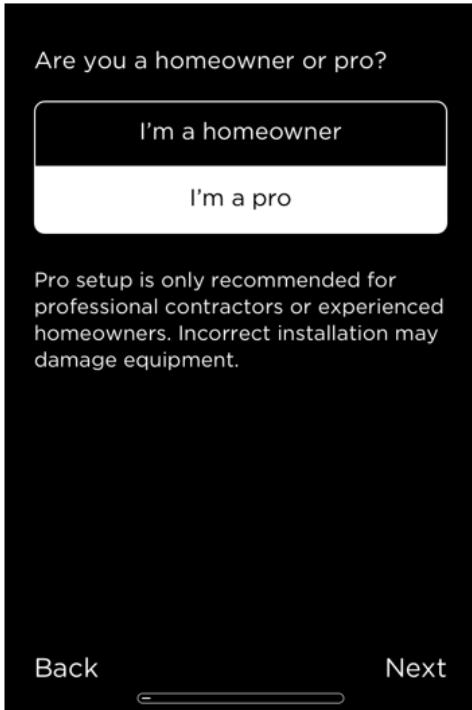 Are you a homeowner or pro?
I’m a homeowner
I’m a pro
Pro setup is only recommended for
professional contractors or experienced
homeowners. Incorrect installation may
damage equipment.
Back
Next